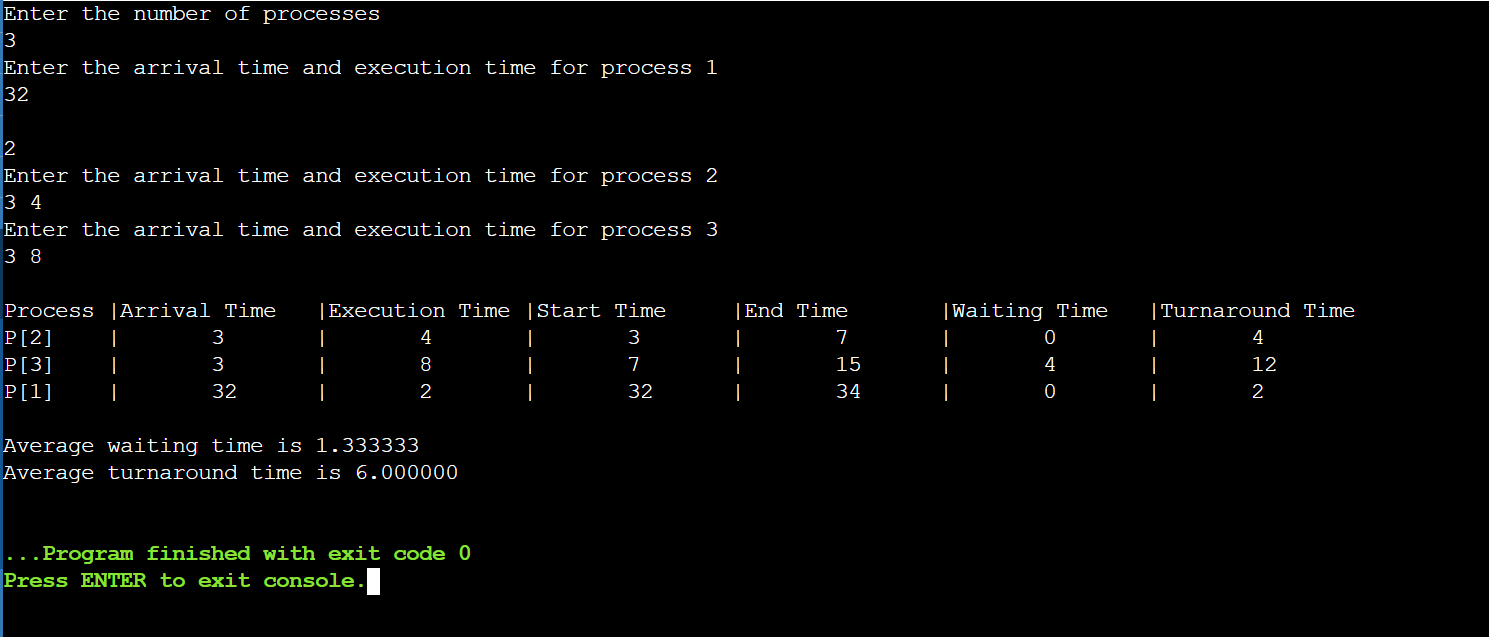 Enter the number of processes
3
Enter the arrival time and execution time for process 1
32
2
Enter the arrival time and execution time for process 2
3 4
Enter the arrival time and execution time for process 3
3 8
Process |Arrival Time |Execution Time |Start Time |End Time |Waiting Time |Turnaround Time
P[2] | 3 | 4 | 3 | 7 | 0 | 4
P[3] | 3 | 8 | 7 | 15 | 4 | 12
P[1] | 32 | 2 | 32 | 34 | 0 | 2
Average waiting time is 1.333333
Average turnaround time is 6.000000
...Program finished with exit code 0
Press ENTER to exit console.